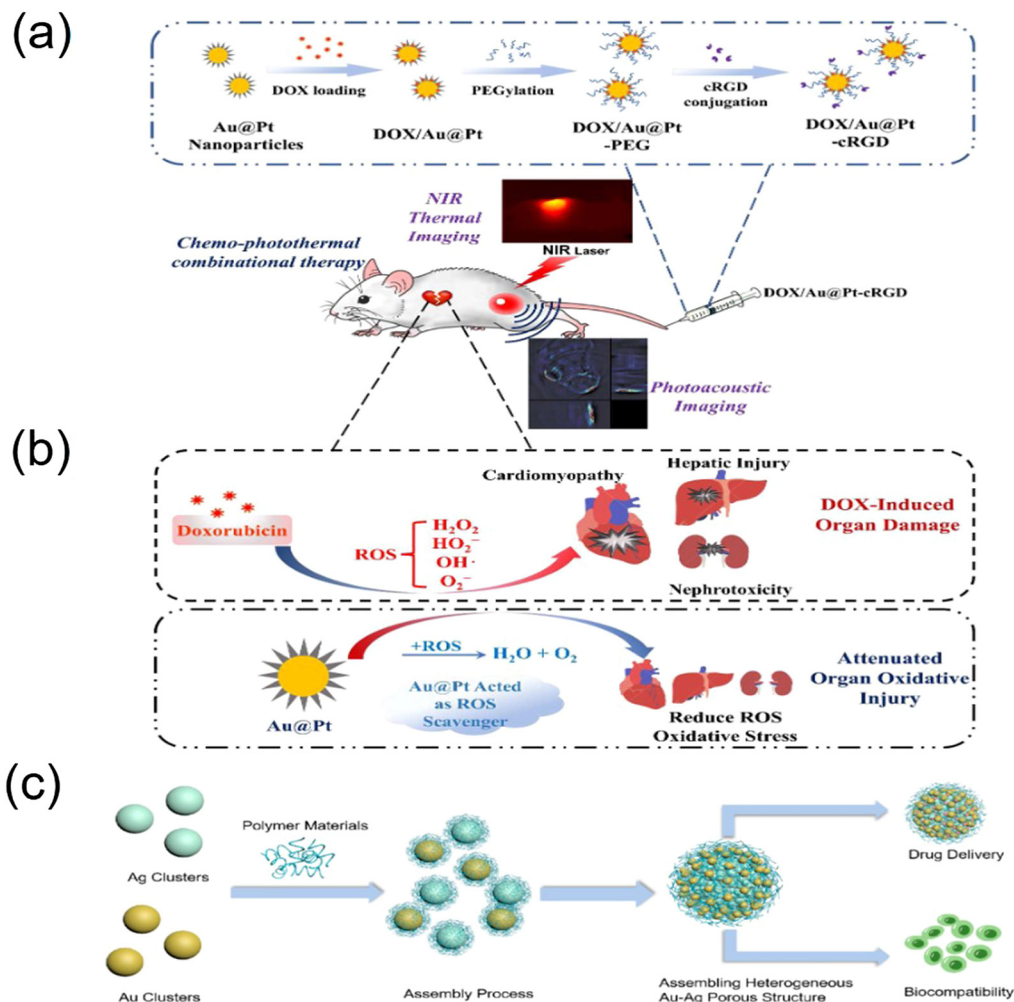 (a)
DOX loading
PEGylation
cRGD
conjugation
Au@Pt
Nanoparticles
DOX/Au@Pt
DOX/Au@Pt
-PEG
DOX/Au@Pt
-cRGD
NIR
Thermal
Imaging
Chemo-photothermal
combinational therapy
NIR Laser
DOX/Au@Pt-cRGD
Photoacoustic
Imaging
(b)
Doxorubicin
ROS
H₂O₂
HO₂⁻
OH·
O₂⁻
Cardiomyopathy
Hepatic Injury
Nephrotoxicity
DOX-Induced
Organ Damage
Au@Pt
+ROS
H₂O + O₂
Au@Pt Acted
as ROS
Scavenger
Reduce ROS
Oxidative Stress
Attenuated
Organ Oxidative
Injury
(c)
Ag Clusters
Au Clusters
Polymer Materials
Assembly Process
Assembling Heterogeneous
Au-Ag Porous Structure
Drug Delivery
Biocompatibility